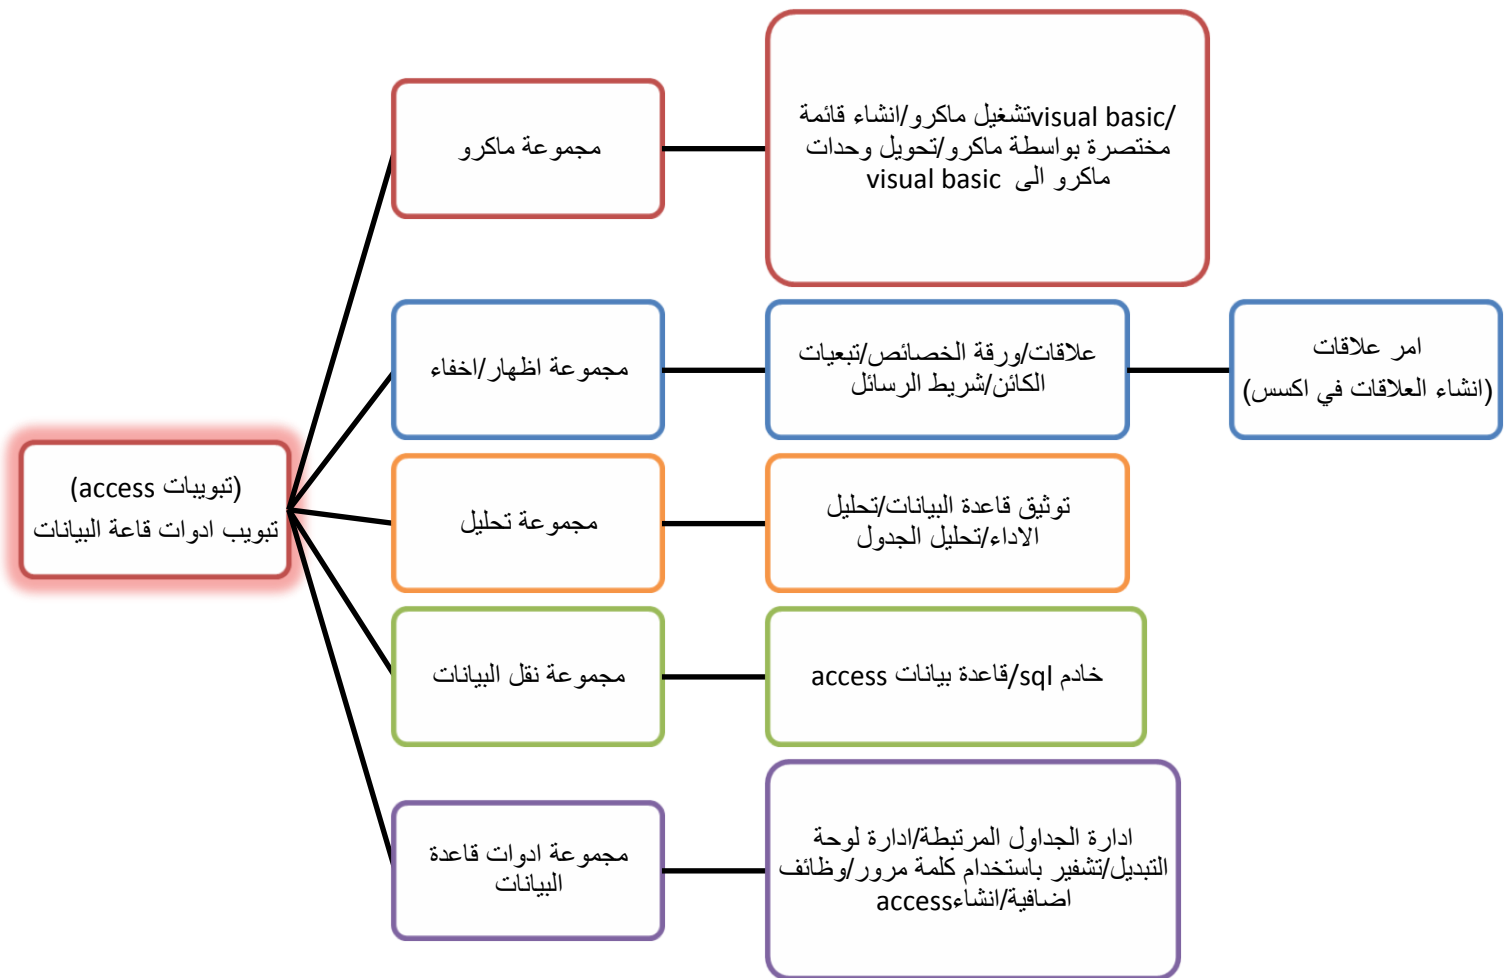 (تبويبات access)
تبويب ادوات قاعة البيانات
مجموعة ماكرو
visual basic/تشغيل ماكرو/انشاء قائمة
مختصرة بواسطة ماكرو/تحويل وحدات
ماكرو الى visual basic
مجموعة اظهار/اخفاء
علاقات/ورقة الخصائص/تبعيات
الكائن/شريط الرسائل
امر علاقات
(انشاء العلاقات في اكسس)
مجموعة تحليل
توثيق قاعدة البيانات/تحليل
الاداء/تحليل الجدول
مجموعة نقل البيانات
خادم sql/قاعدة بيانات access
مجموعة ادوات قاعدة
البيانات
ادارة الجداول المرتبطة/ادارة لوحة
التبديل/تشفير باستخدام كلمة مرور/وظائف
اضافية/انشاءaccess